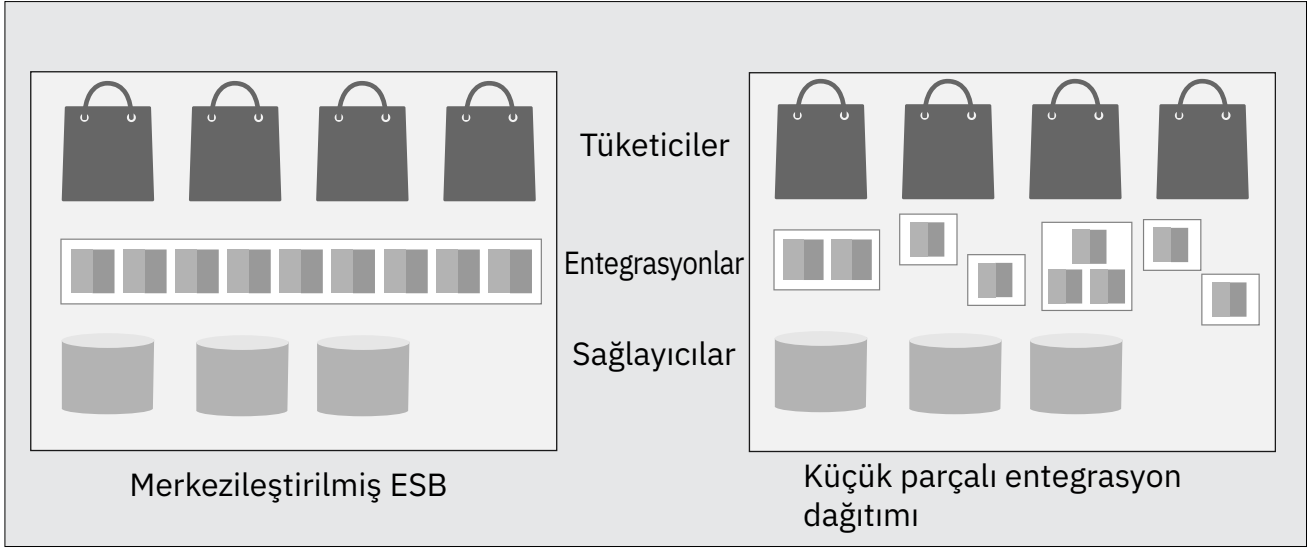 Tüketiciler
Entegrasyonlar
Sağlayıcılar
Merkezileştirilmiş ESB
Küçük parçalı entegrasyon
dağıtımı